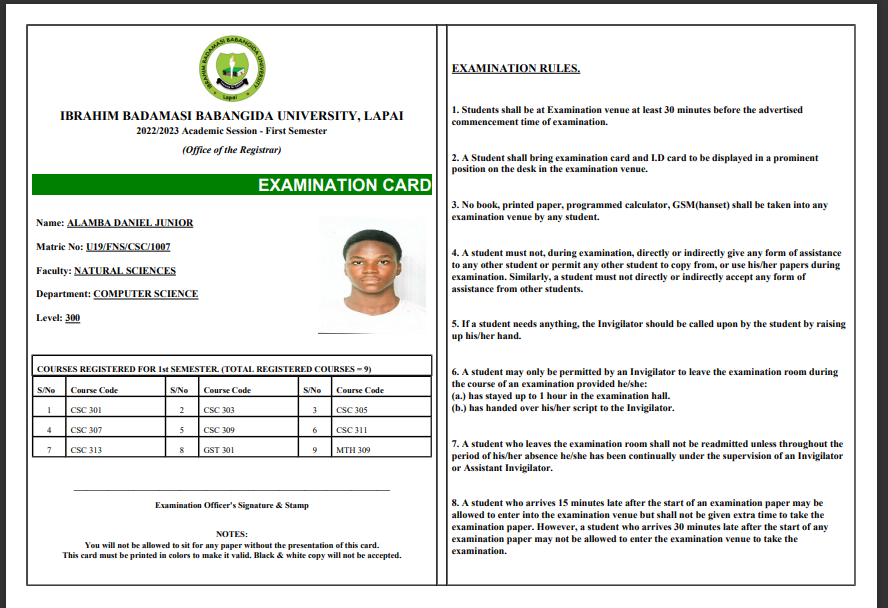 IBRAHIM BADAMASI BABANGIDA UNIVERSITY
Lapai
IBRAHIM BADAMASI BABANGIDA UNIVERSITY, LAPAI
2022/2023 Academic Session - First Semester
(Office of the Registrar)
EXAMINATION CARD
Name: ALAMBA DANIEL JUNIOR
Matric No: U19/FNS/CSC/1007
Faculty: NATURAL SCIENCES
Department: COMPUTER SCIENCE
Level: 300
COURSES REGISTERED FOR 1st SEMESTER. (TOTAL REGISTERED COURSES = 9)
S/No Course Code S/No Course Code S/No Course Code
1 CSC 301 2 CSC 303 3 CSC 305
4 CSC 307 5 CSC 309 6 CSC 311
7 CSC 313 8 GST 301 9 MTH 309
Examination Officer's Signature & Stamp
NOTES:
You will not be allowed to sit for any paper without the presentation of this card.
This card must be printed in colors to make it valid. Black & white copy will not be accepted.
EXAMINATION RULES.
1. Students shall be at Examination venue at least 30 minutes before the advertised
commencement time of examination.
2. A Student shall bring examination card and I.D card to be displayed in a prominent
position on the desk in the examination venue.
3. No book, printed paper, programmed calculator, GSM(hanset) shall be taken into any
examination venue by any student.
4. A student must not, during examination, directly or indirectly give any form of assistance
to any other student or permit any other student to copy from, or use his/her papers during
examination. Similarly, a student must not directly or indirectly accept any form of
assistance from other students.
5. If a student needs anything, the Invigilator should be called upon by the student by raising
up his/her hand.
6. A student may only be permitted by an Invigilator to leave the examination room during
the course of an examination provided he/she:
(a.) has stayed up to 1 hour in the examination hall.
(b.) has handed over his/her script to the Invigilator.
7. A student who leaves the examination room shall not be readmitted unless throughout the
period of his/her absence he/she has been continually under the supervision of an Invigilator
or Assistant Invigilator.
8. A student who arrives 15 minutes late after the start of an examination paper may be
allowed to enter into the examination venue but shall not be given extra time to take the
examination paper. However, a student who arrives 30 minutes late after the start of any
examination paper may not be allowed to enter the examination venue to take the
examination.